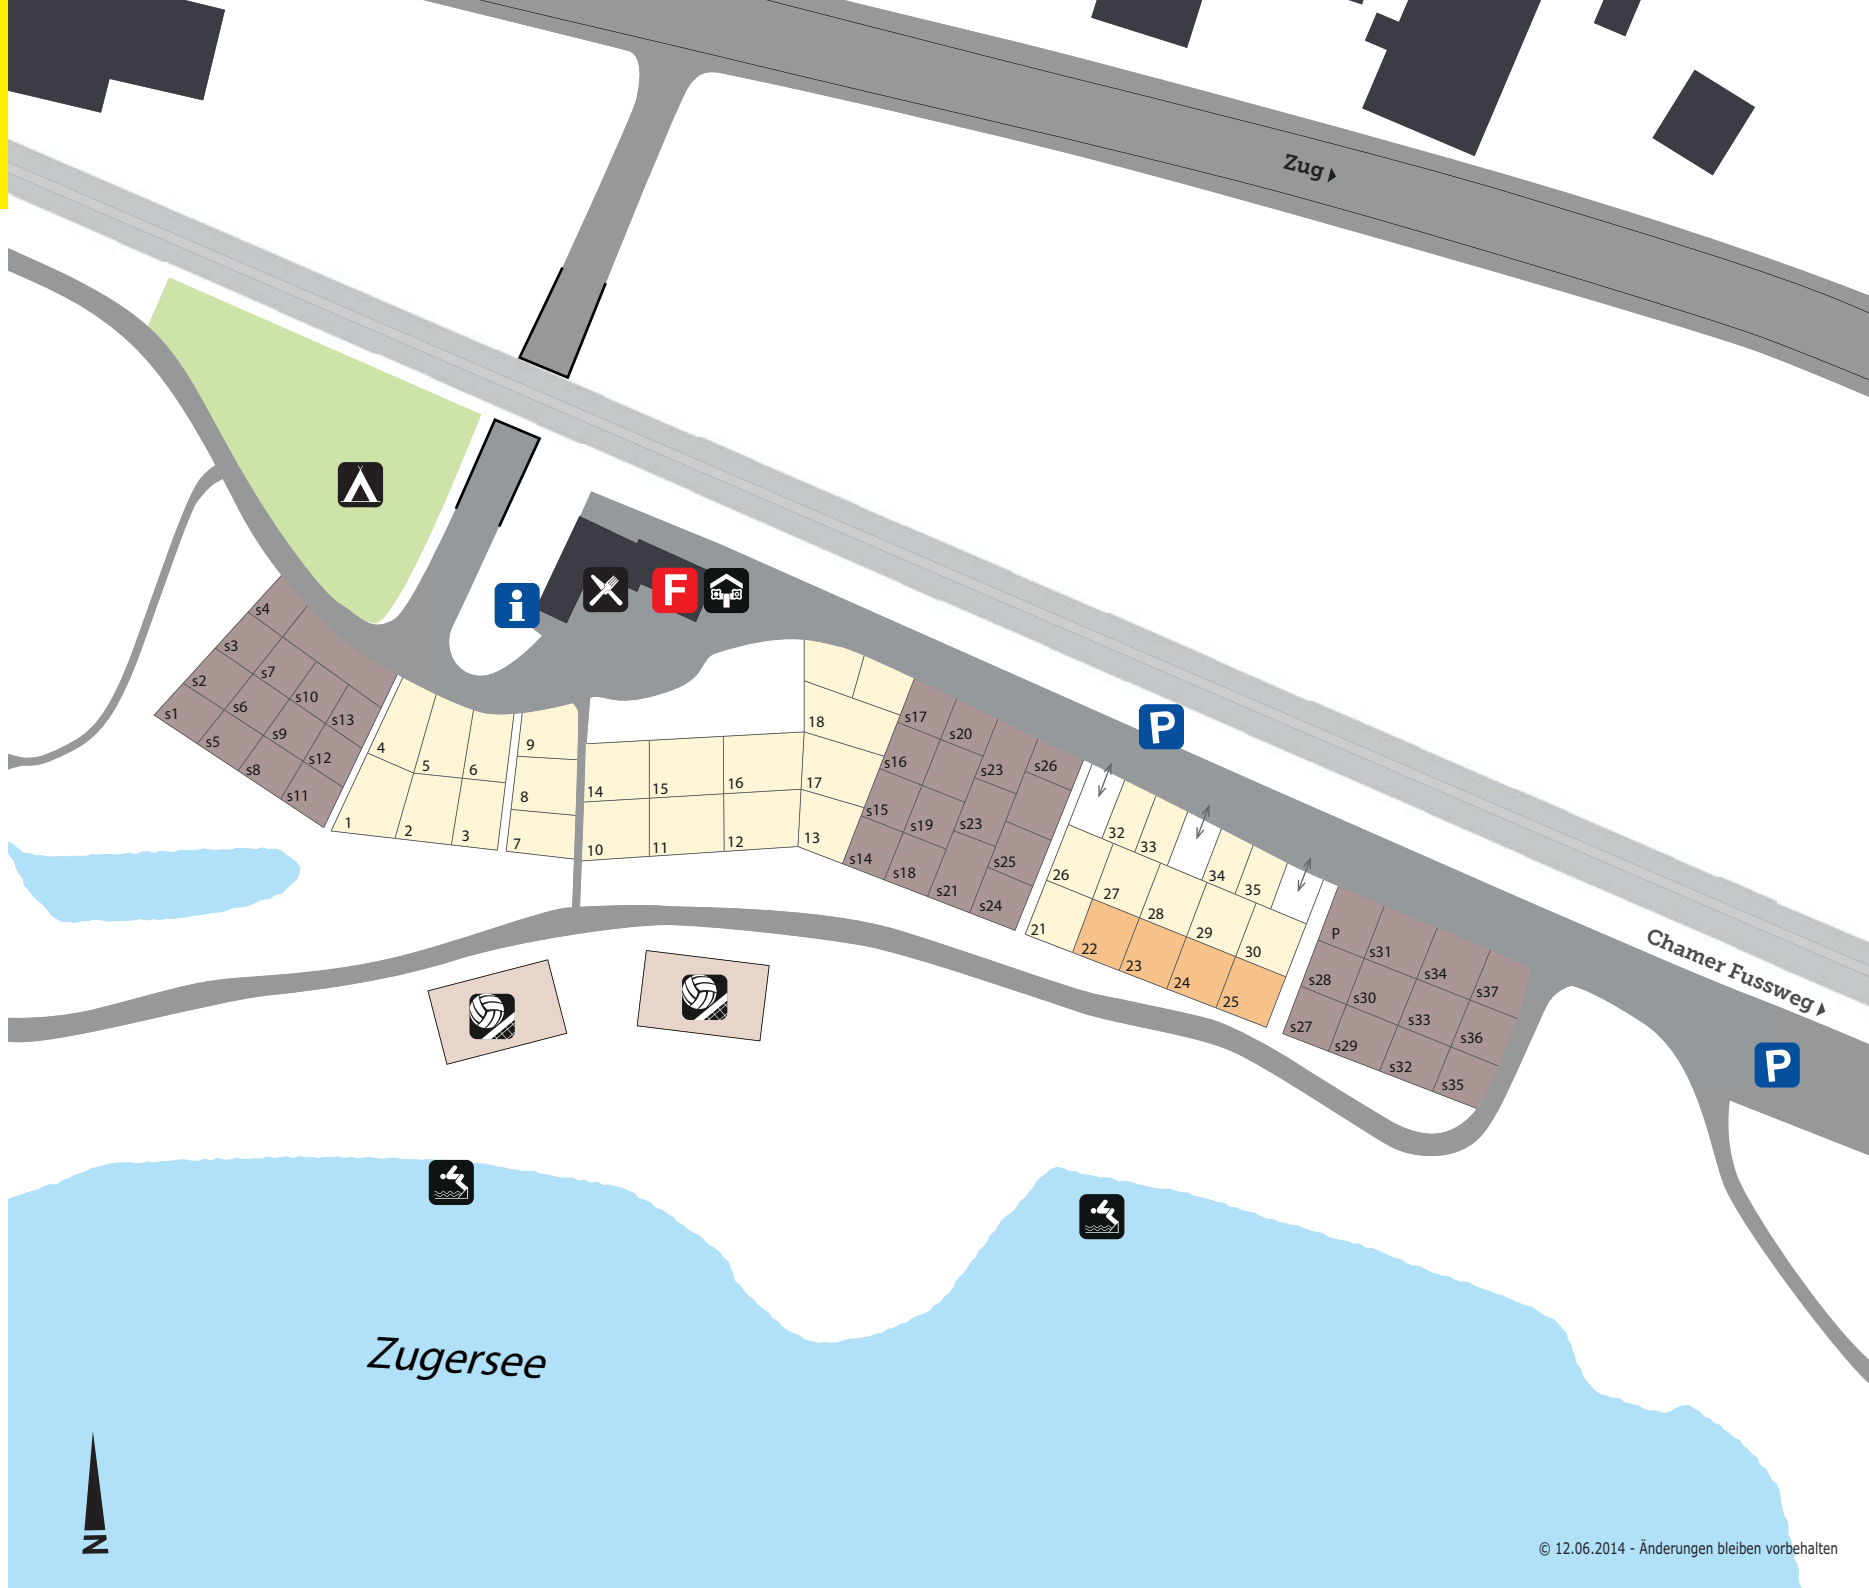 Zug
i
F
s4
s3
s7
s2
s10
s6
s1
s13
s9
s5
s12
s8
s11
4
5
6
9
8
1
2
3
7
14
15
16
18
17
10
11
12
13
s17
s20
s16
s23
s26
s15
s19
s23
s14
s18
s25
s21
s24
P
32
33
34
35
26
27
28
29
30
21
22
23
24
25
P
s31
s34
s28
s30
s37
s27
s33
s29
s36
s32
s35
Chamer Fussweg
P
Zugersee
N
© 12.06.2014 - Änderungen bleiben vorbehalten